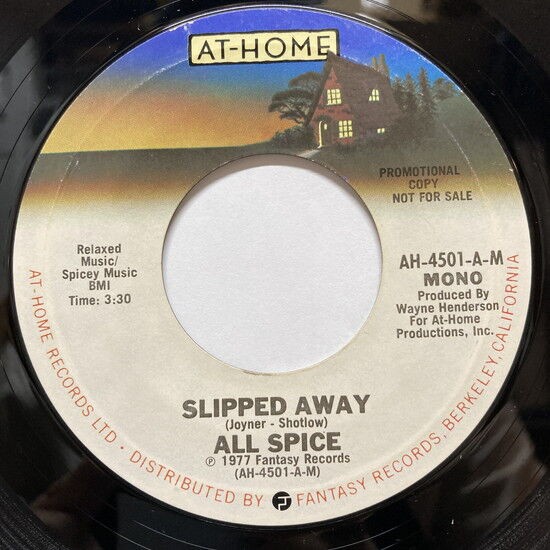 AT-HOME
PROMOTIONAL
COPY
NOT FOR SALE
Relaxed
Music/
Spicey Music
BMI
Time: 3:30
AH-4501-A-M
MONO
Produced By
Wayne Henderson
For At-Home
Productions, Inc.
SLIPPED AWAY
(Joyner - Shotlow)
ALL SPICE
℗ 1977 Fantasy Records
(AH-4501-A-M)
AT-HOME RECORDS LTD • DISTRIBUTED BY FANTASY RECORDS, BERKELEY, CALIFORNIA